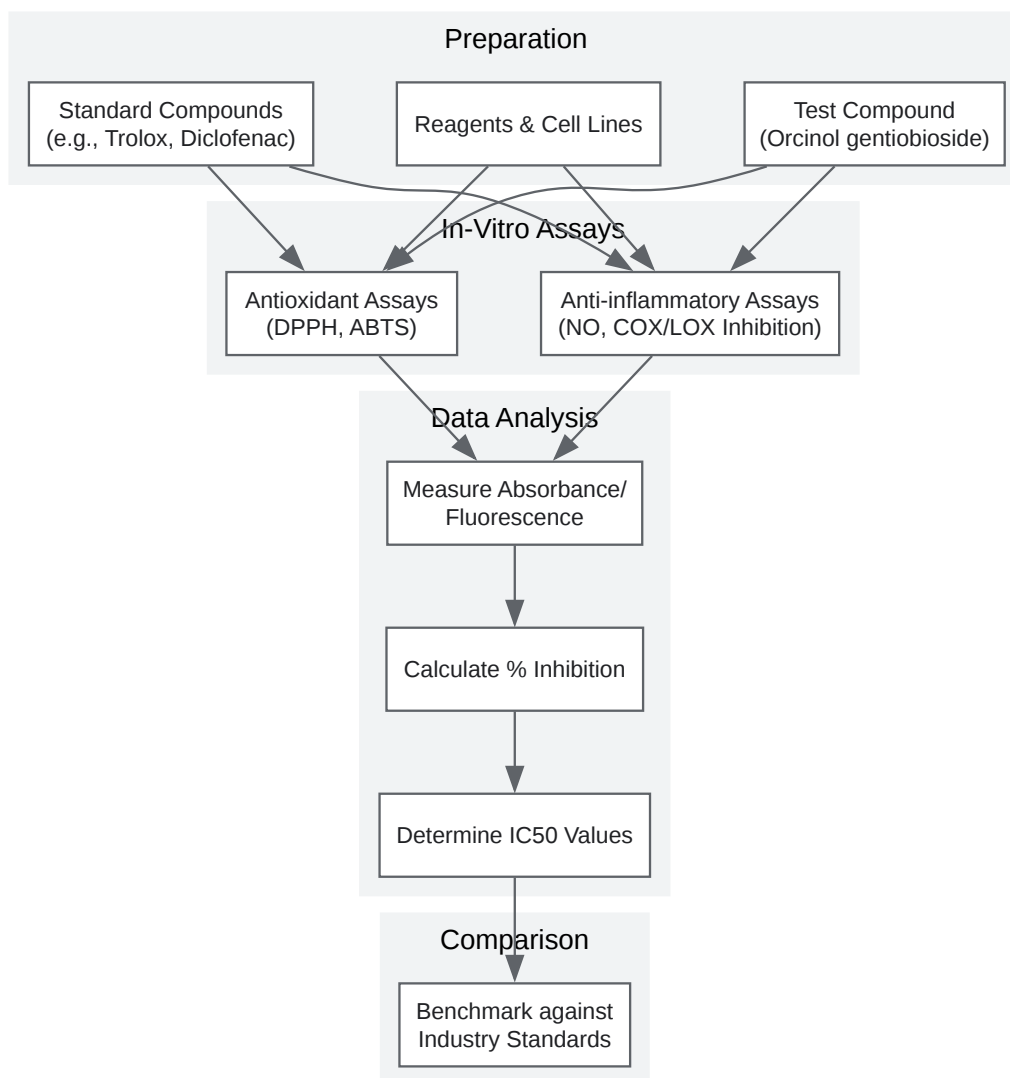 Preparation
Standard Compounds
(e.g., Trolox, Diclofenac)
Reagents & Cell Lines
Test Compound
(Orcinol gentiobioside)
In-Vitro Assays
Antioxidant Assays
(DPPH, ABTS)
Anti-inflammatory Assays
(NO, COX/LOX Inhibition)
Data Analysis
Measure Absorbance/
Fluorescence
Calculate % Inhibition
Determine IC50 Values
Comparison
Benchmark against
Industry Standards